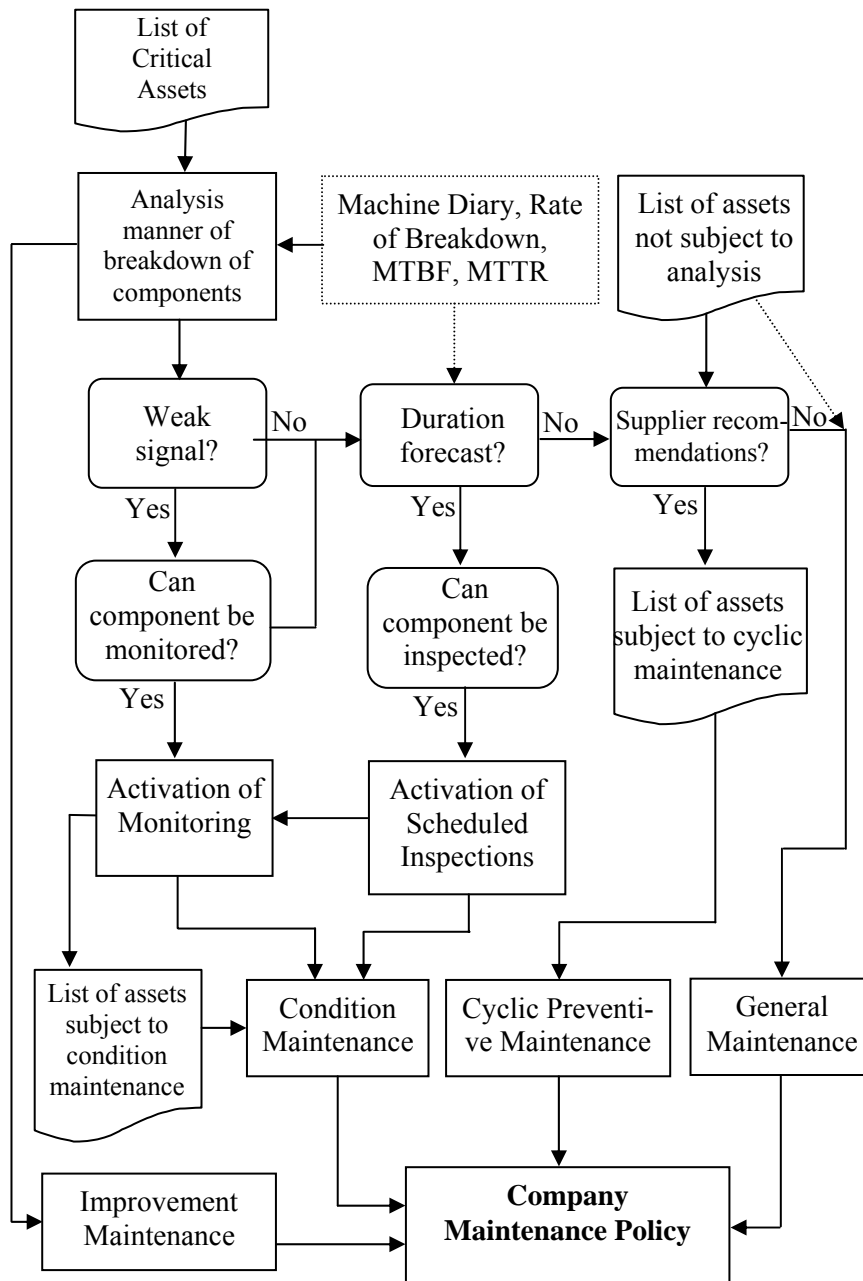 List of
Critical
Assets
Analysis
manner of
breakdown of
components
Machine Diary, Rate
of Breakdown,
MTBF, MTTR
List of assets
not subject to
analysis
Weak
signal?
No
Duration
forecast?
No
Supplier recom-
mendations?
No
Yes
Yes
Yes
Can
component be
monitored?
Can
component be
inspected?
List of assets
subject to cyclic
maintenance
Yes
Yes
Activation of
Monitoring
Activation of
Scheduled
Inspections
List of assets
subject to
condition
maintenance
Condition
Maintenance
Cyclic Preventi-
ve Maintenance
General
Maintenance
Improvement
Maintenance
Company
Maintenance Policy